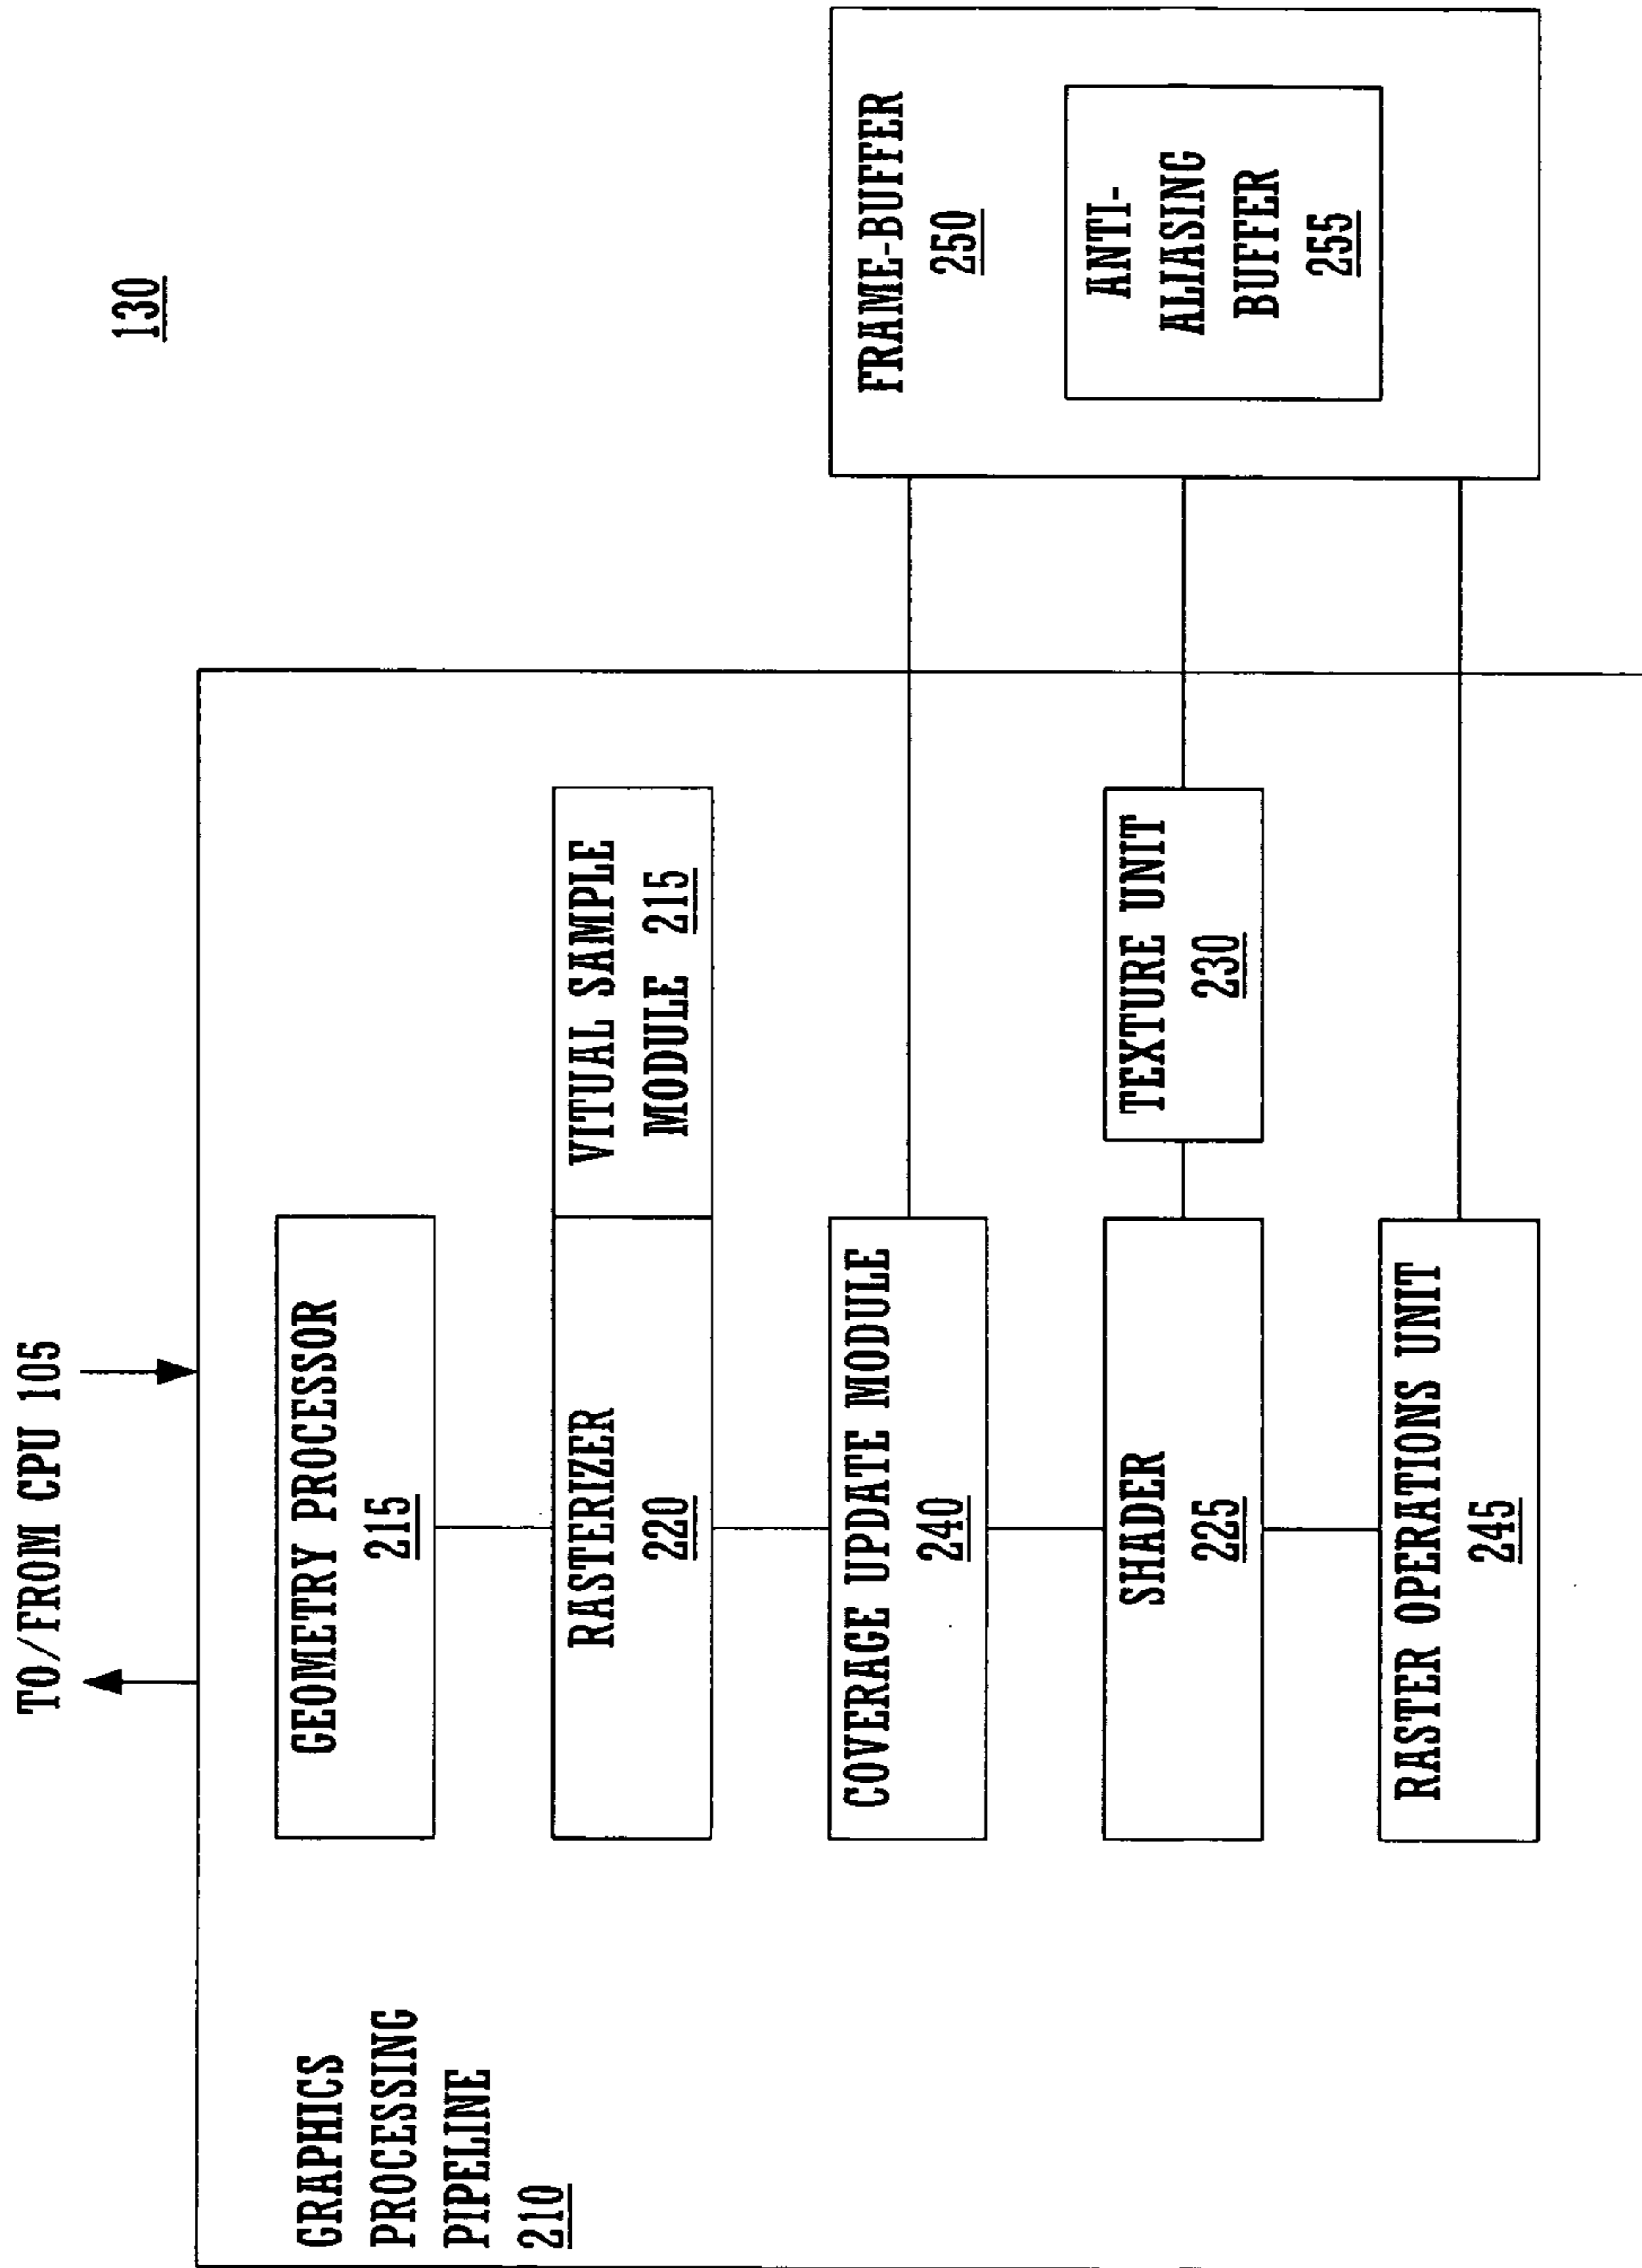 130
TO/FROM CPU 105
GRAPHICS
PROCESSING
PIPELINE
210
GEOMETRY PROCESSOR
215
RASTERIZER
220
VITUAL SAMPLE
MODULE 215
COVERAGE UPDATE MODULE
240
SHADER
225
TEXTURE UNIT
230
RASTER OPERATIONS UNIT
245
FRAME-BUFFER
250
ANTI-
ALIASING
BUFFER
255